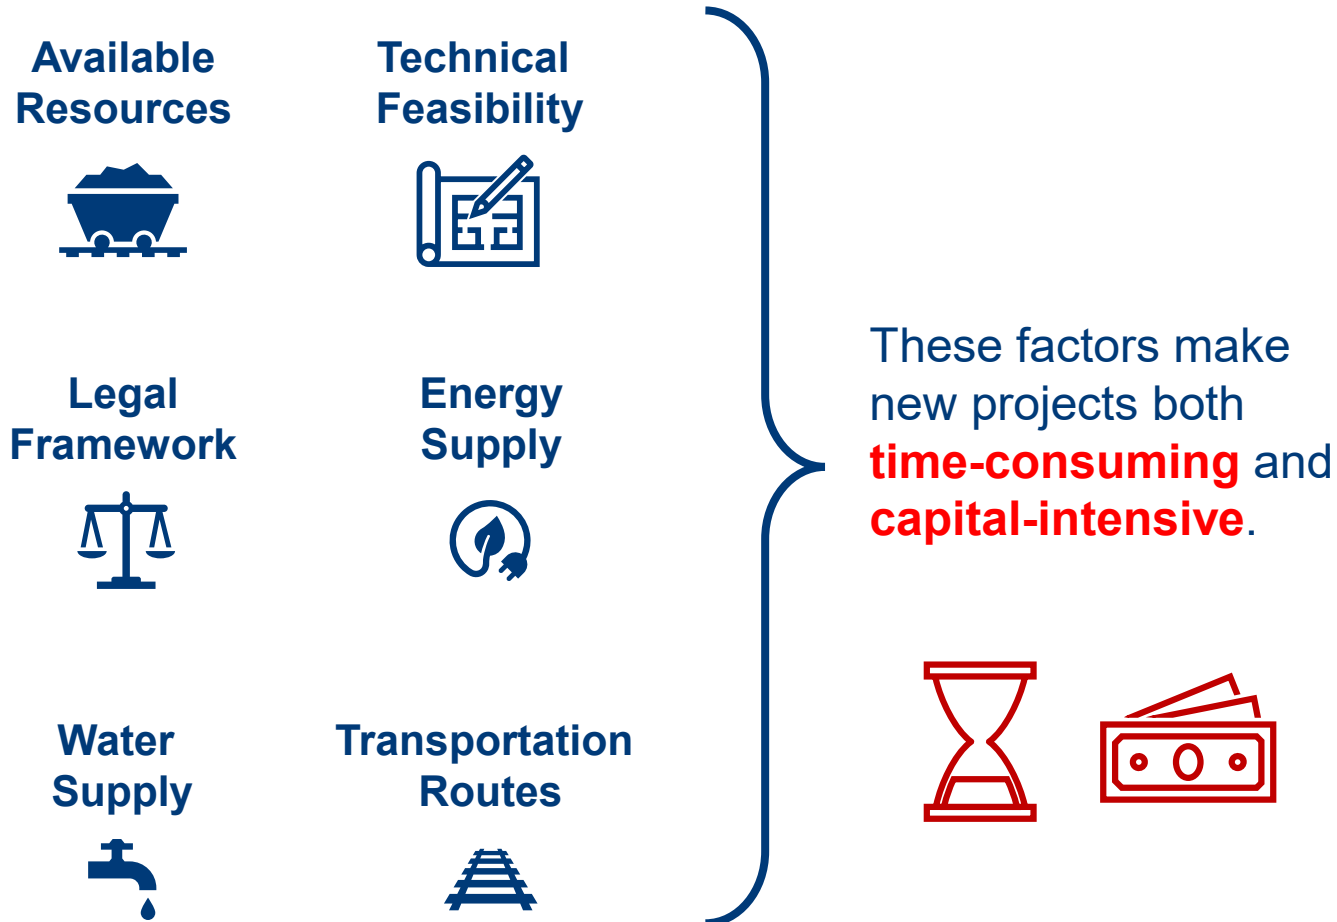 Available
Resources
Technical
Feasibility
Legal
Framework
Energy
Supply
Water
Supply
Transportation
Routes
These factors make
new projects both
time-consuming and
capital-intensive.